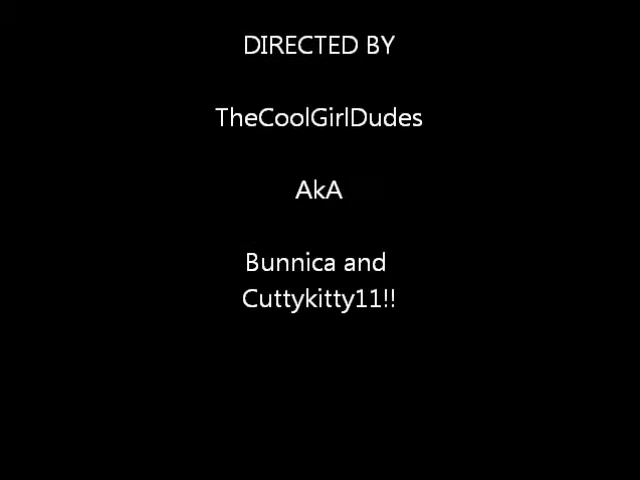 DIRECTED BY
TheCoolGirlDudes
AkA
Bunnica and
Cuttykitty11!!